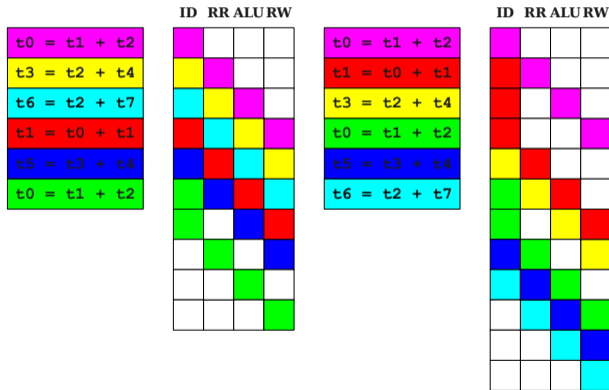 ID RR ALU RW
t0 = t1 + t2
t3 = t2 + t4
t6 = t2 + t7
t1 = t0 + t1
t5 = t3 + t4
t0 = t1 + t2
ID RR ALU RW
t0 = t1 + t2
t1 = t0 + t1
t3 = t2 + t4
t0 = t1 + t2
t5 = t3 + t4
t6 = t2 + t7